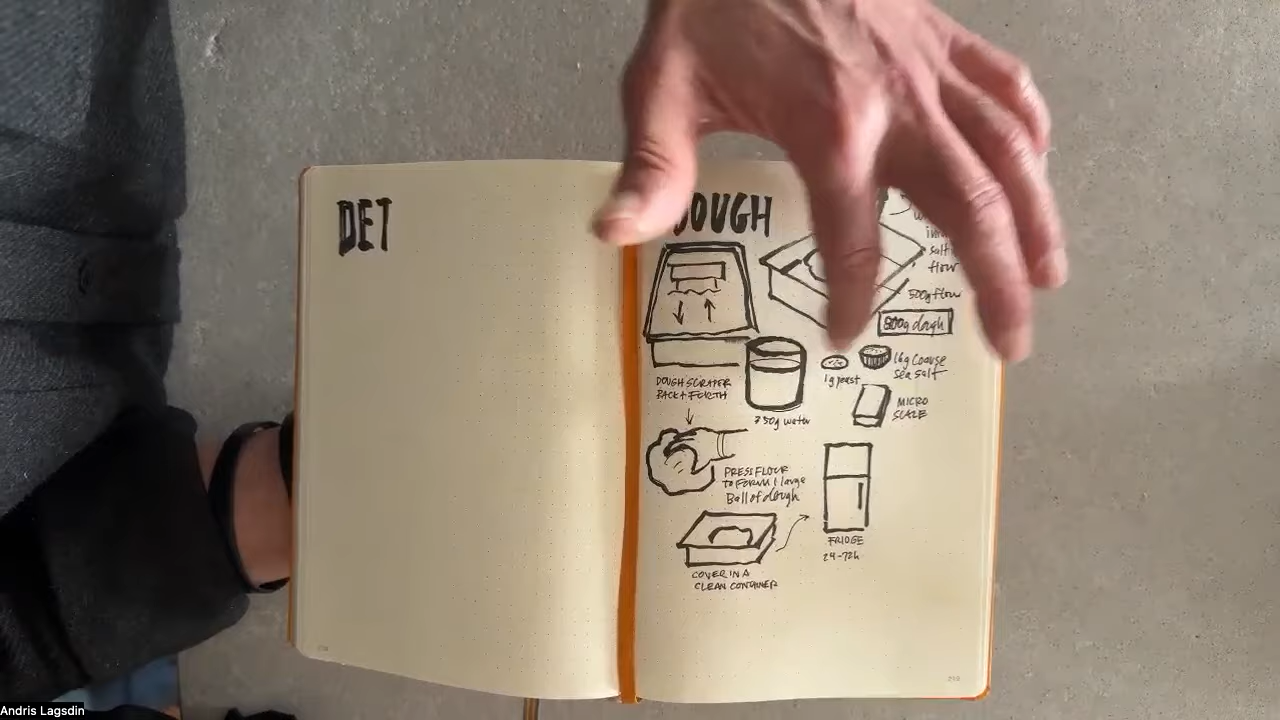 DET
DOUGH
salt
flow
500g flow
800g dough
16g Coarse
sea salt
1g yeast
DOUGH SCRAPER
BACK + FORTH
750g water
MICRO
SCALE
PRESS FLOUR
to FORM 1 large
Ball of dough
FRIDGE
24-72h
COVER IN A
CLEAN CONTAINER
Andris Lagsdin